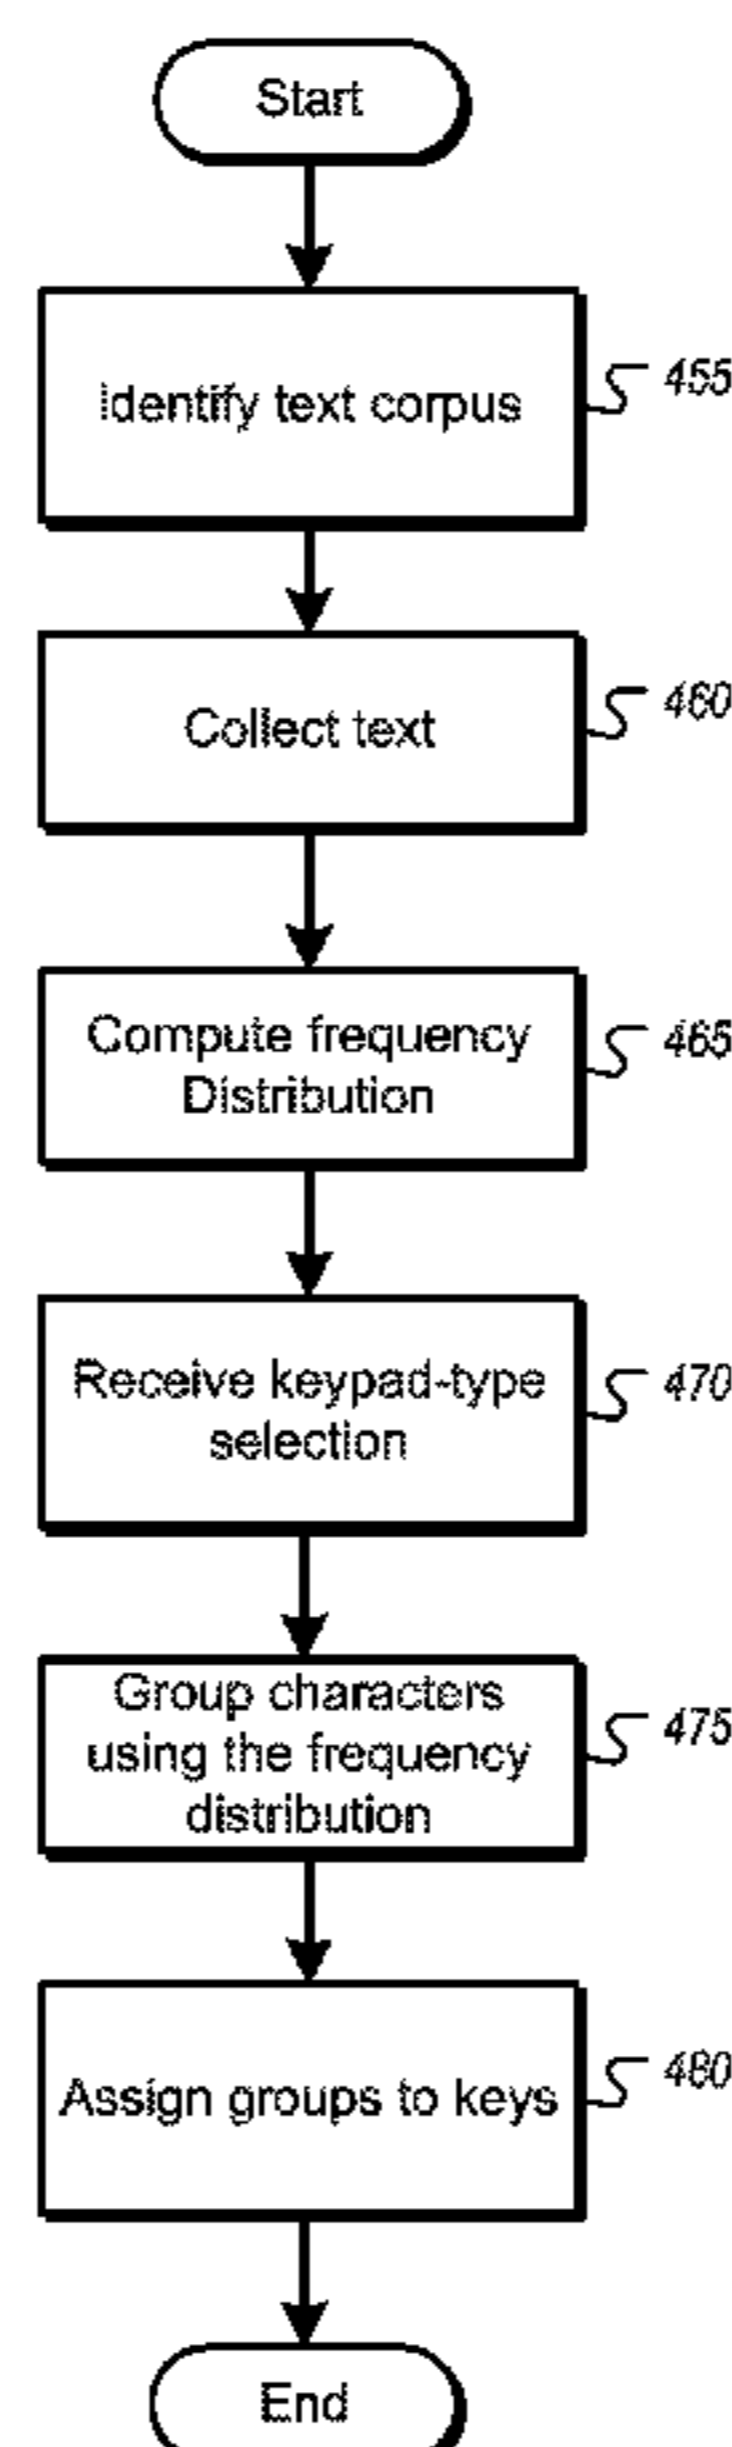 Start
Identify text corpus
455
Collect text
460
Compute frequency
Distribution
465
Receive keypad-type
selection
470
Group characters
using the frequency
distribution
475
Assign groups to keys
480
End